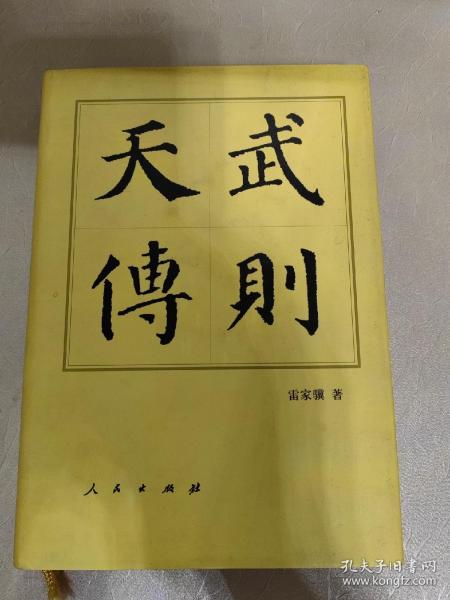 武則
天傳
雷家骥 著
人民出版社
孔夫子旧书网
www.kongfz.com